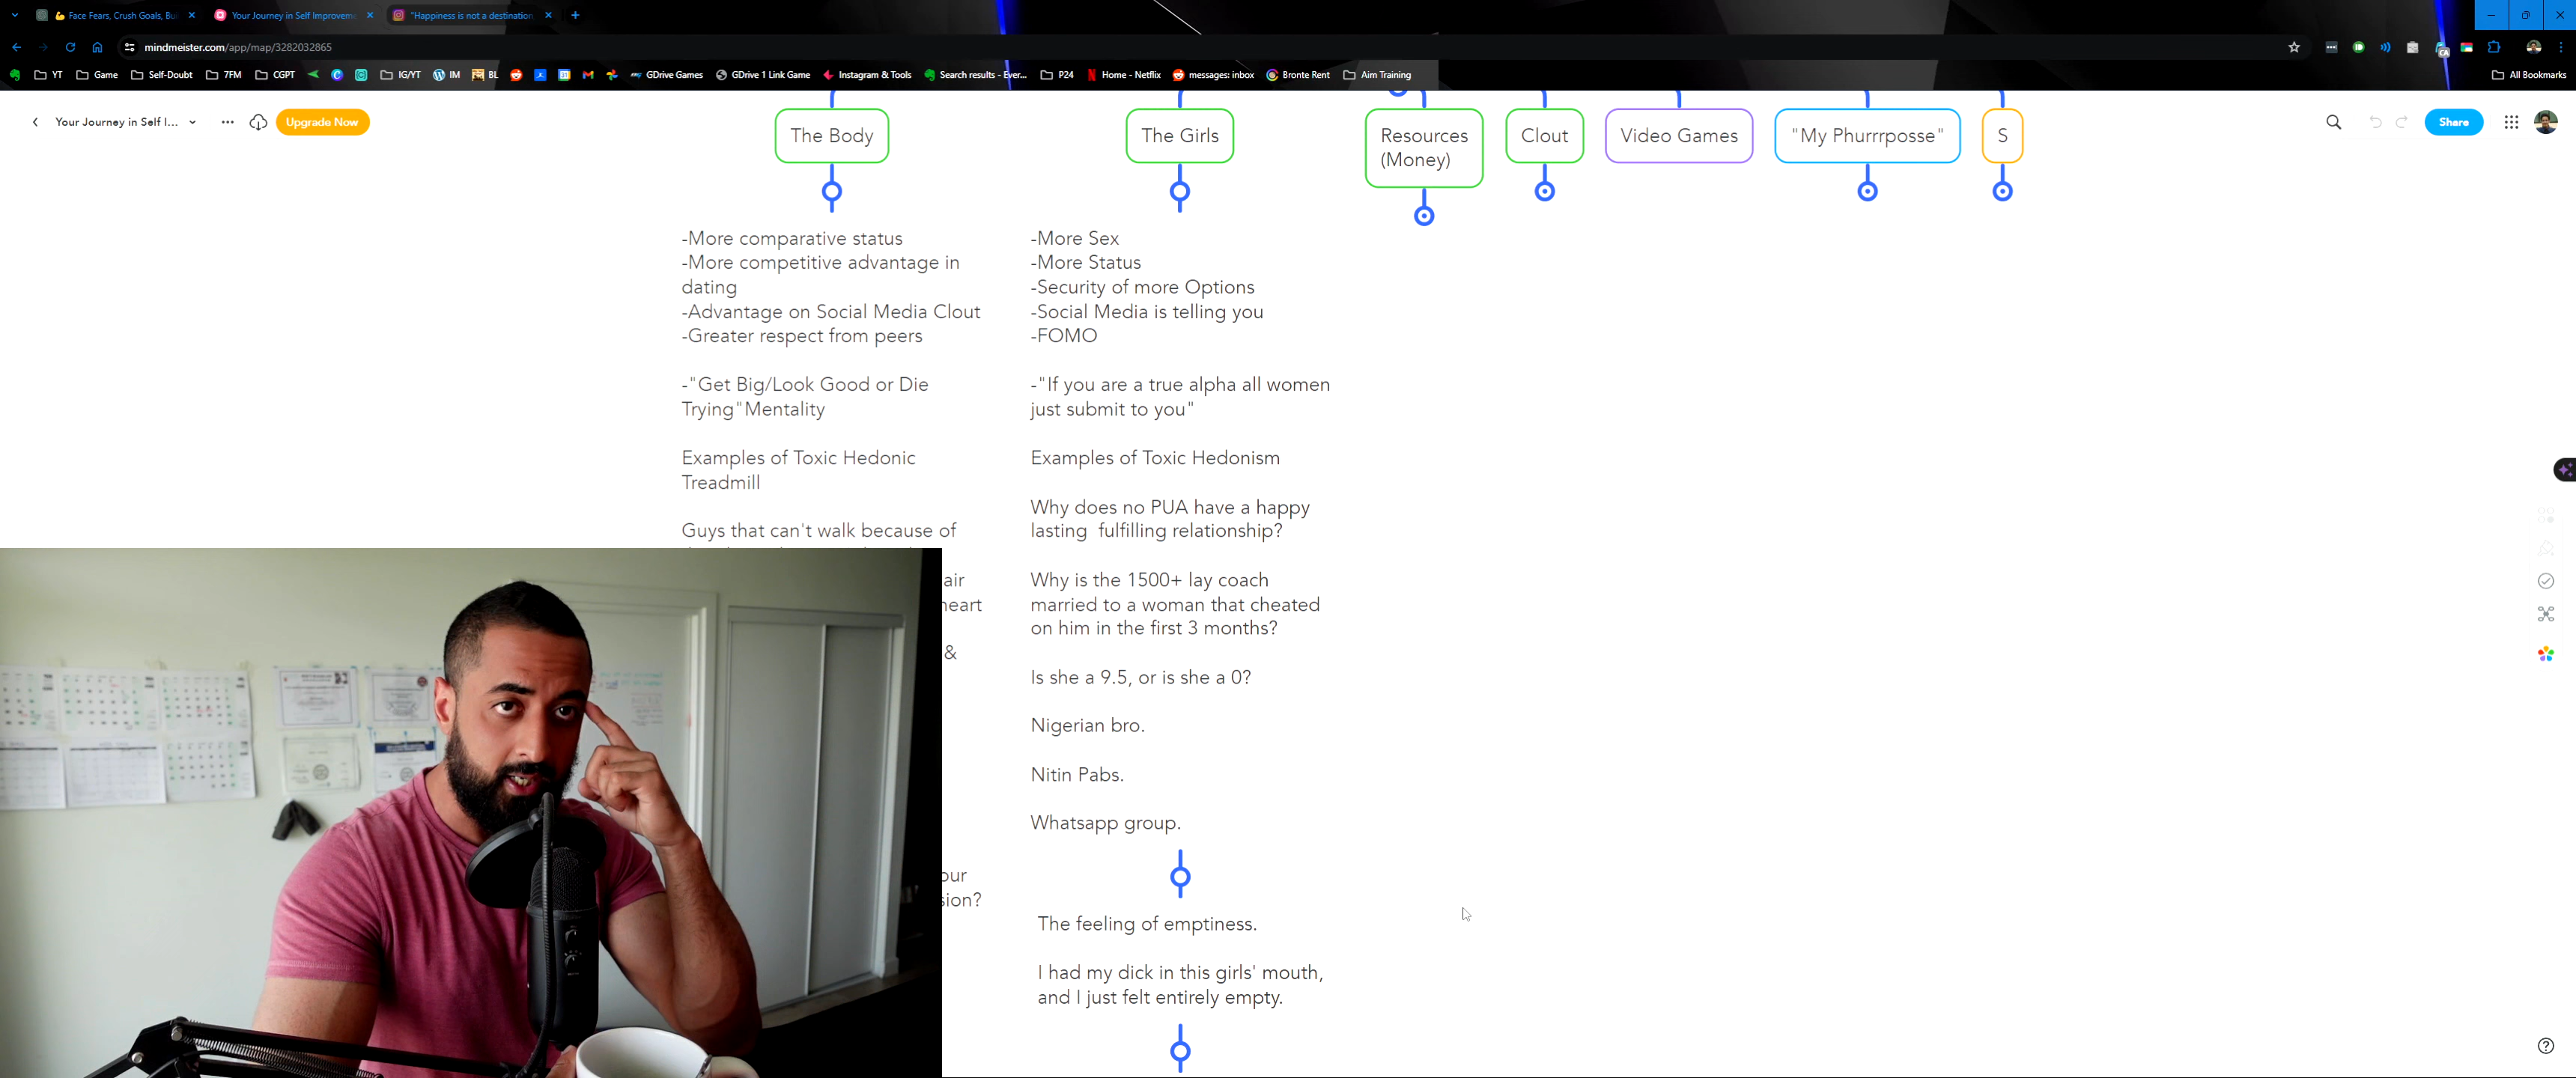 💪 Face Fears, Crush Goals, Bu
Your Journey in Self Improveme
"Happiness is not a destination
mindmeister.com/app/map/3282032865
YT
Game
Self-Doubt
7FM
CGPT
IG/YT
IM
BL
GDrive Games
GDrive 1 Link Game
Instagram & Tools
Search results - Ever...
P24
Home - Netflix
messages: inbox
Bronte Rent
Aim Training
All Bookmarks
Your Journey in Self I...
Upgrade Now
Share
The Body
The Girls
Resources
(Money)
Clout
Video Games
"My Phurrrposse"
S
-More comparative status
-More competitive advantage in
dating
-Advantage on Social Media Clout
-Greater respect from peers
-"Get Big/Look Good or Die
Trying"Mentality
Examples of Toxic Hedonic
Treadmill
Guys that can't walk because of
air
heart
&
our
sion?
-More Sex
-More Status
-Security of more Options
-Social Media is telling you
-FOMO
-"If you are a true alpha all women
just submit to you"
Examples of Toxic Hedonism
Why does no PUA have a happy
lasting fulfilling relationship?
Why is the 1500+ lay coach
married to a woman that cheated
on him in the first 3 months?
Is she a 9.5, or is she a 0?
Nigerian bro.
Nitin Pabs.
Whatsapp group.
The feeling of emptiness.
I had my dick in this girls' mouth,
and I just felt entirely empty.